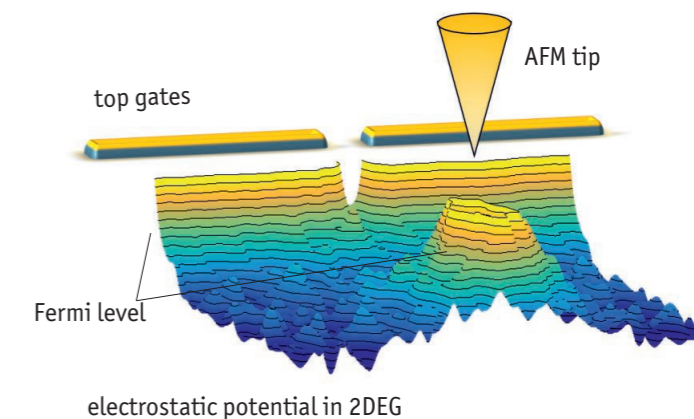 AFM tip
top gates
Fermi level
electrostatic potential in 2DEG